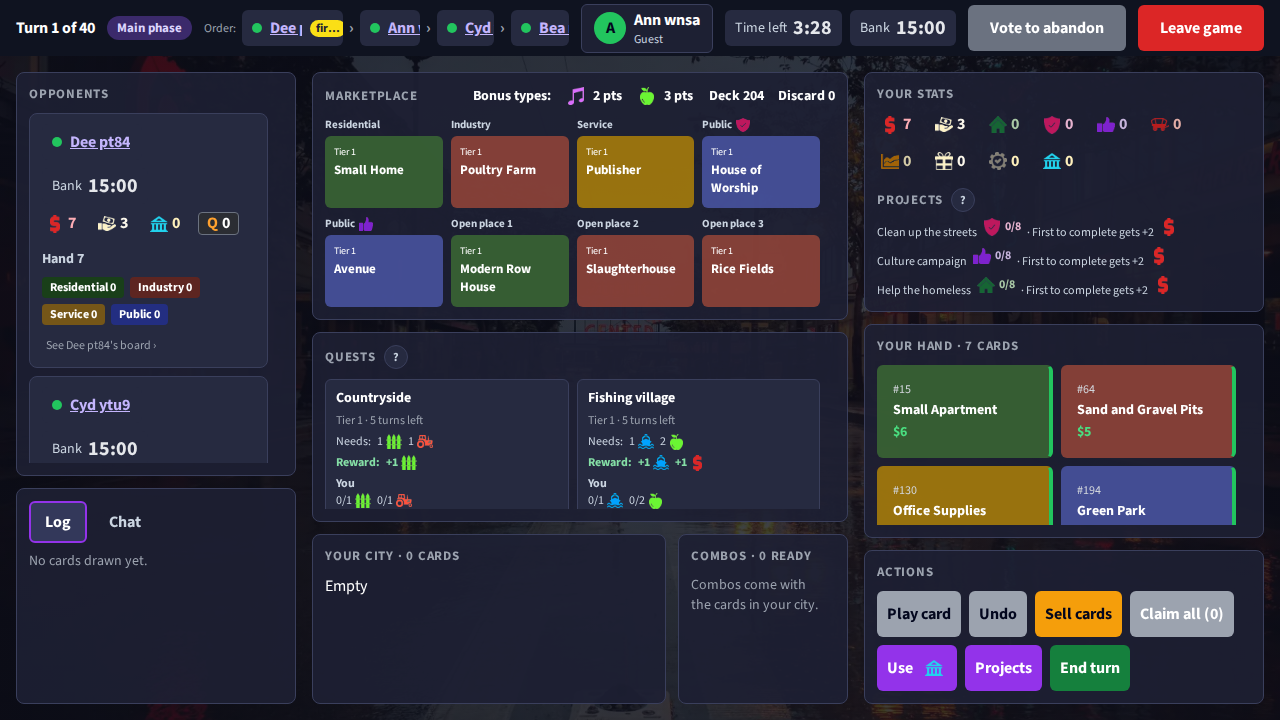 Turn 1 of 40 Main phase Order: Dee fir... › Ann › Cyd › Bea A Ann wnsa Guest Time left 3:28 Bank 15:00 Vote to abandon Leave game
OPPONENTS
Dee pt84
Bank 15:00
7 3 0 Q 0
Hand 7
Residential 0 Industry 0
Service 0 Public 0
See Dee pt84's board ›
Cyd ytu9
Bank 15:00
Log Chat
No cards drawn yet.
MARKETPLACE Bonus types: 2 pts 3 pts Deck 204 Discard 0
Residential Industry Service Public
Tier 1 Tier 1 Tier 1 Tier 1
Small Home Poultry Farm Publisher House of
Worship
Public Open place 1 Open place 2 Open place 3
Tier 1 Tier 1 Tier 1 Tier 1
Avenue Modern Row Slaughterhouse Rice Fields
House
QUESTS ?
Countryside
Tier 1 · 5 turns left
Needs: 1 1
Reward: +1
You
0/1 0/1
Fishing village
Tier 1 · 5 turns left
Needs: 1 2
Reward: +1 +1
You
0/1 0/2
YOUR CITY · 0 CARDS
Empty
COMBOS · 0 READY
Combos come with
the cards in your city.
YOUR STATS
7 3 0 0 0 0
0 0 0 0
PROJECTS ?
Clean up the streets 0/8 · First to complete gets +2
Culture campaign 0/8 · First to complete gets +2
Help the homeless 0/8 · First to complete gets +2
YOUR HAND · 7 CARDS
#15
Small Apartment
$6
#64
Sand and Gravel Pits
$5
#130
Office Supplies
#194
Green Park
ACTIONS
Play card Undo Sell cards Claim all (0)
Use Projects End turn